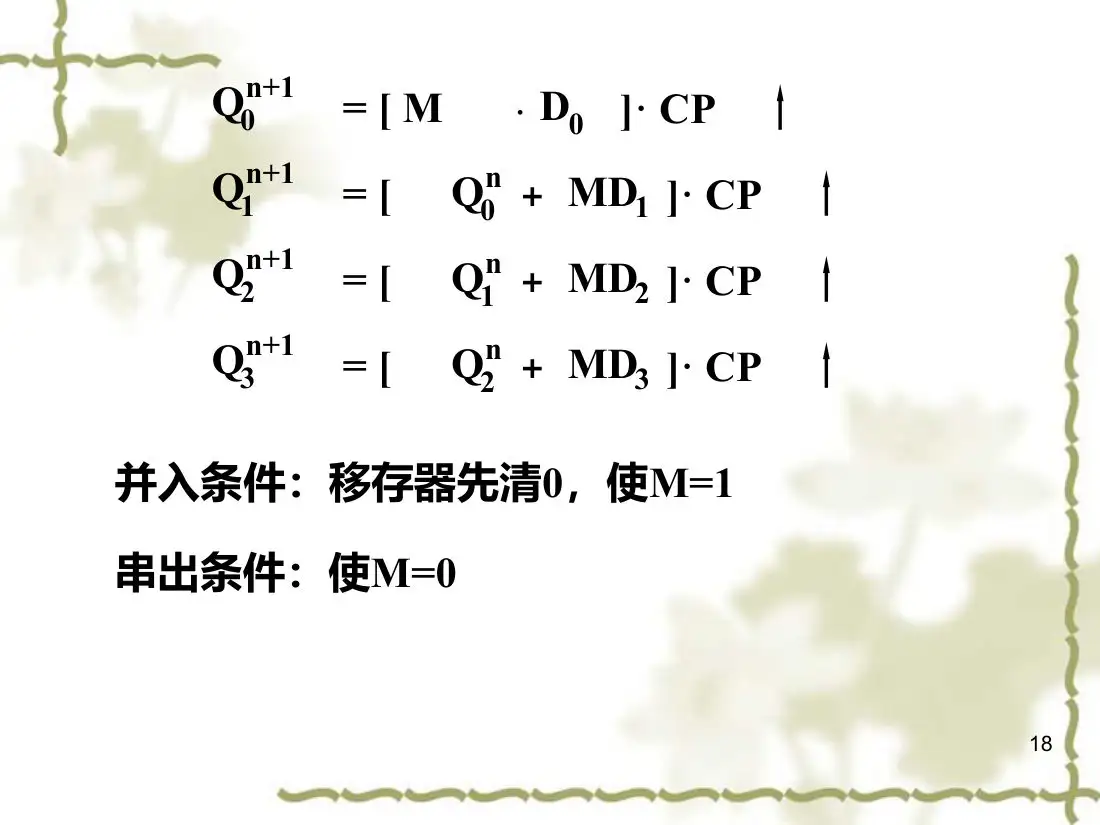 Q₀ⁿ⁺¹ = [ M · D₀ ]· CP ↑
Q₁ⁿ⁺¹ = [ Q₀ⁿ + MD₁ ]· CP ↑
Q₂ⁿ⁺¹ = [ Q₁ⁿ + MD₂ ]· CP ↑
Q₃ⁿ⁺¹ = [ Q₂ⁿ + MD₃ ]· CP ↑
并入条件：移存器先清0，使M=1
串出条件：使M=0
18